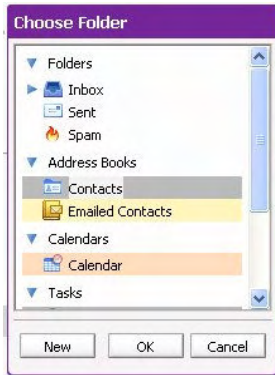 Choose Folder
Folders
Inbox
Sent
Spam
Address Books
Contacts
Emailed Contacts
Calendars
Calendar
Tasks
New OK Cancel